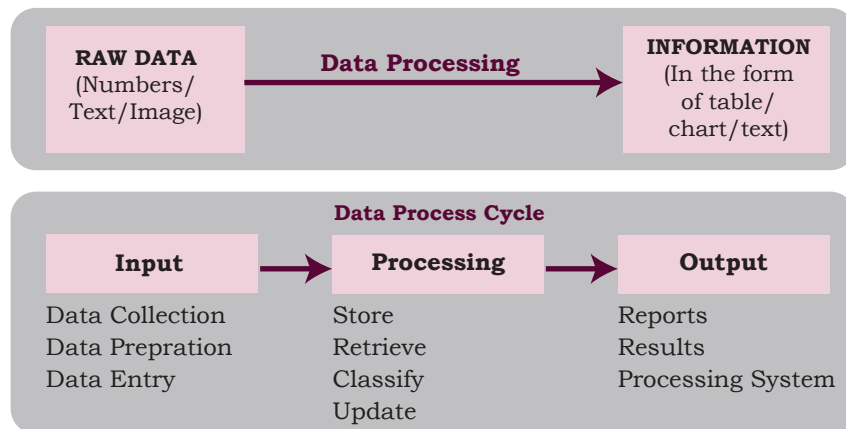 RAW DATA
(Numbers/
Text/Image)
Data Processing
INFORMATION
(In the form
of table/
chart/text)
Data Process Cycle
Input
Data Collection
Data Prepration
Data Entry
Processing
Store
Retrieve
Classify
Update
Output
Reports
Results
Processing System